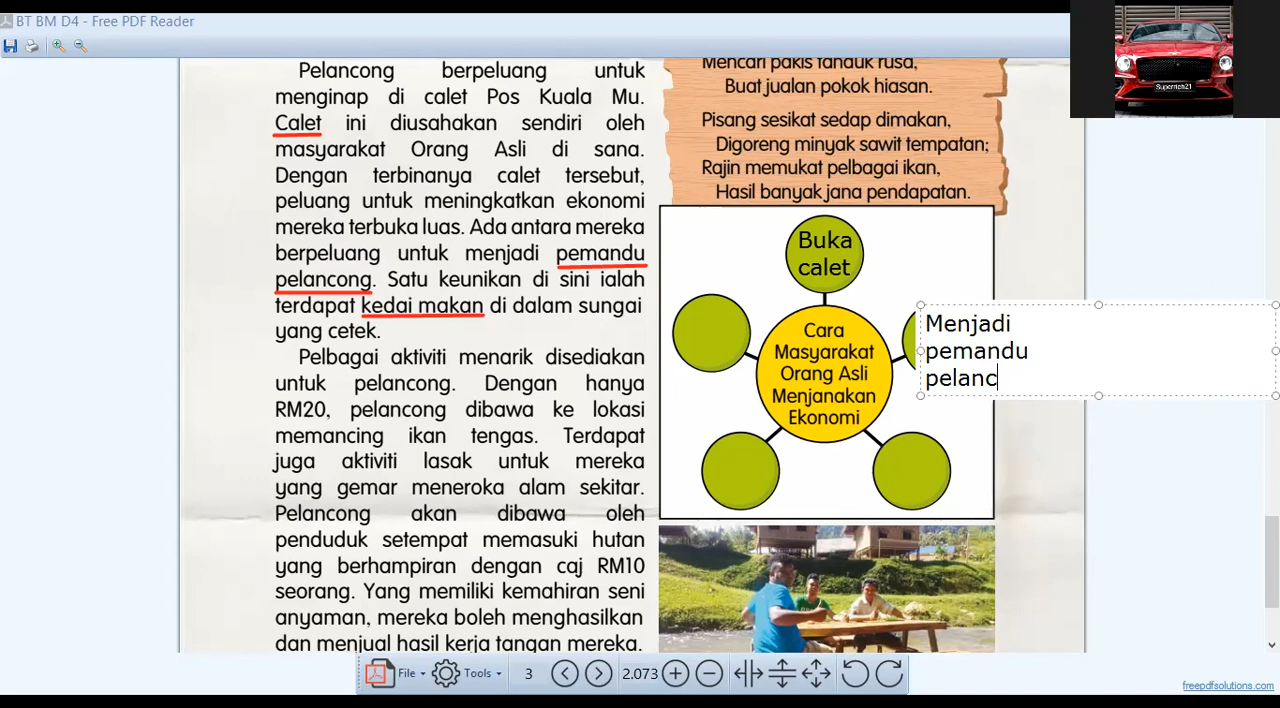 BT BM D4 - Free PDF Reader
Superrich21
Pelancong berpeluang untuk
menginap di calet Pos Kuala Mu.
Calet ini diusahakan sendiri oleh
masyarakat Orang Asli di sana.
Dengan terbinanya calet tersebut,
peluang untuk meningkatkan ekonomi
mereka terbuka luas. Ada antara mereka
berpeluang untuk menjadi pemandu
pelancong. Satu keunikan di sini ialah
terdapat kedai makan di dalam sungai
yang cetek.
Pelbagai aktiviti menarik disediakan
untuk pelancong. Dengan hanya
RM20, pelancong dibawa ke lokasi
memancing ikan tengas. Terdapat
juga aktiviti lasak untuk mereka
yang gemar meneroka alam sekitar.
Pelancong akan dibawa oleh
penduduk setempat memasuki hutan
yang berhampiran dengan caj RM10
seorang. Yang memiliki kemahiran seni
anyaman, mereka boleh menghasilkan
dan menjual hasil kerja tangan mereka.
Mencari pakis tanduk rusa,
Buat jualan pokok hiasan.
Pisang sesikat sedap dimakan,
Digoreng minyak sawit tempatan;
Rajin memukat pelbagai ikan,
Hasil banyak jana pendapatan.
Buka
calet
Cara
Masyarakat
Orang Asli
Menjanakan
Ekonomi
Menjadi
pemandu
pelanc
File
Tools
3
2.073
freepdfsolutions.com